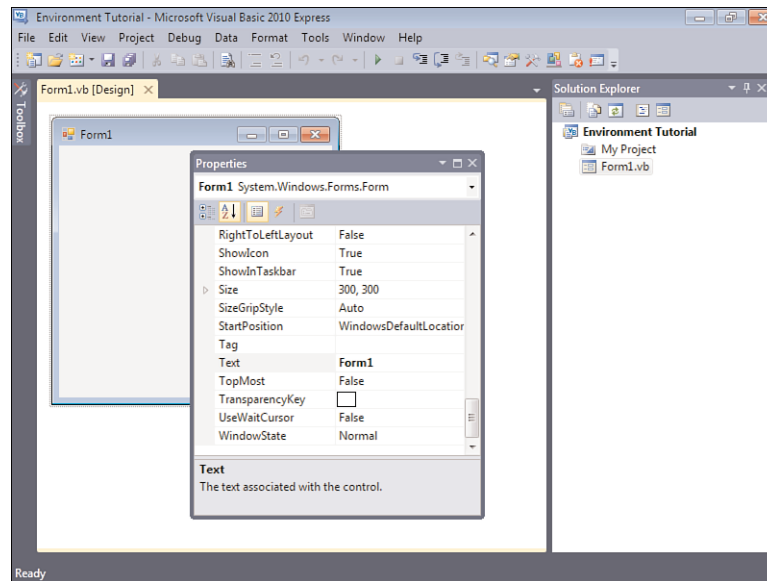 Environment Tutorial - Microsoft Visual Basic 2010 Express
File Edit View Project Debug Data Format Tools Window Help
Toolbox
Form1.vb [Design]
Form1
Properties
Form1 System.Windows.Forms.Form
RightToLeftLayout False
ShowIcon True
ShowInTaskbar True
Size 300, 300
SizeGripStyle Auto
StartPosition WindowsDefaultLocation
Tag
Text Form1
TopMost False
TransparencyKey
UseWaitCursor False
WindowState Normal
Text
The text associated with the control.
Solution Explorer
Environment Tutorial
My Project
Form1.vb
Ready